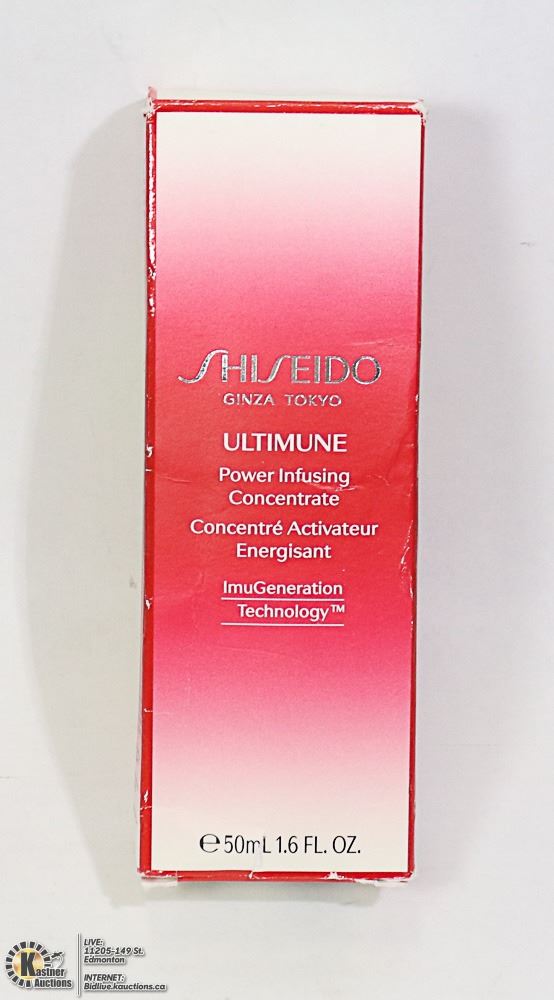 SHISEIDO
GINZA TOKYO
ULTIMUNE
Power Infusing
Concentrate
Concentré Activateur
Energisant
ImuGeneration
Technology™
℮50mL 1.6 FL. OZ.
Kastner
Auctions
LIVE:
11205-149 St.
Edmonton
INTERNET:
Bidlive.kauctions.ca